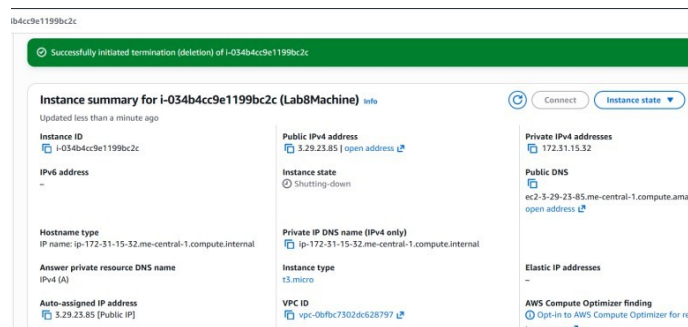 ib4cc9e1199bc2c
Successfully initiated termination (deletion) of i-034b4cc9e1199bc2c
Instance summary for i-034b4cc9e1199bc2c (Lab8Machine) Info
Connect
Instance state
Updated less than a minute ago
Instance ID
i-034b4cc9e1199bc2c
Public IPv4 address
3.29.23.85 | open address
Private IPv4 addresses
172.31.15.32
IPv6 address
–
Instance state
Shutting-down
Public DNS
ec2-3-29-23-85.me-central-1.compute.ama
open address
Hostname type
IP name: ip-172-31-15-32.me-central-1.compute.internal
Private IP DNS name (IPv4 only)
ip-172-31-15-32.me-central-1.compute.internal
Answer private resource DNS name
IPv4 (A)
Instance type
t3.micro
Elastic IP addresses
–
Auto-assigned IP address
3.29.23.85 [Public IP]
VPC ID
vpc-0bfbc7302dc628797
AWS Compute Optimizer finding
Opt-in to AWS Compute Optimizer for re